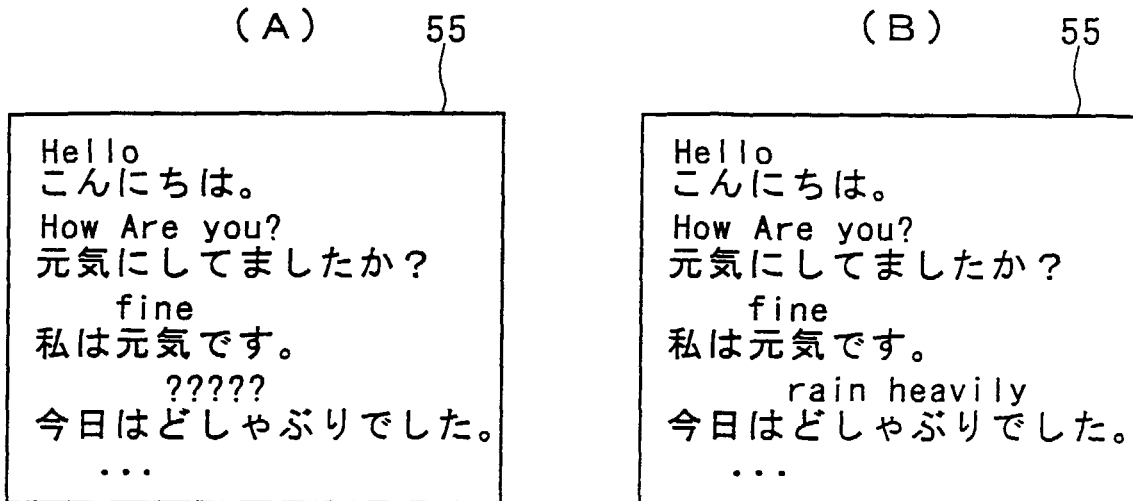 (A)
55
Hello
こんにちは。
How Are you?
元気にしてましたか？
fine
私は元気です。
?????
今日はどしゃぶりでした。
...
(B)
55
Hello
こんにちは。
How Are you?
元気にしてましたか？
fine
私は元気です。
rain heavily
今日はどしゃぶりでした。
...